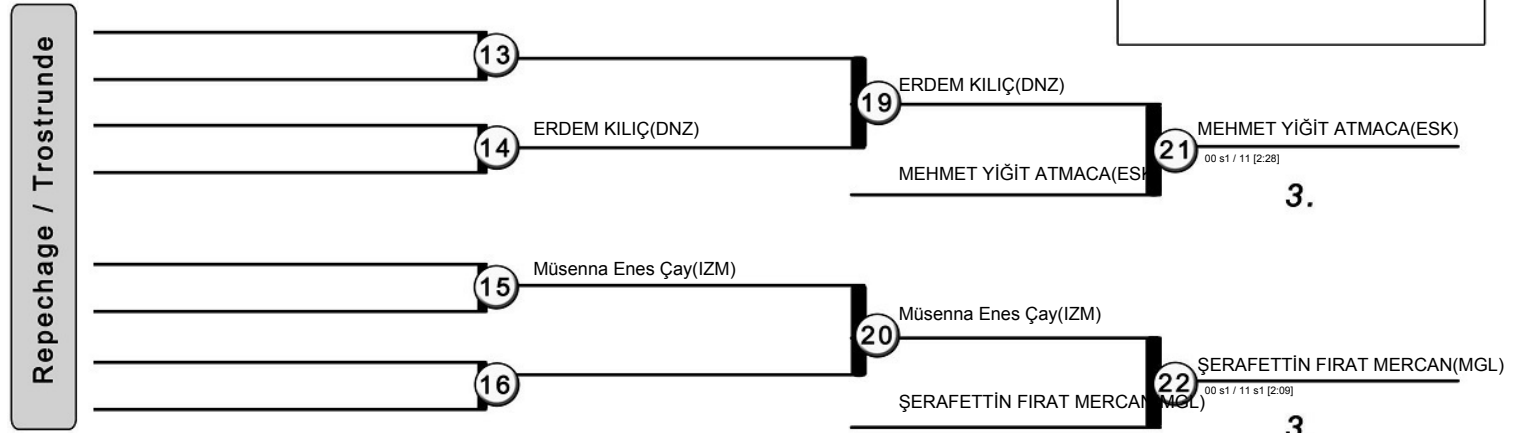 Repechage / Trostrunde
13
ERDEM KILIÇ(DNZ)
19
ERDEM KILIÇ(DNZ)
14
MEHMET YİĞİT ATMACA(ESK
21
MEHMET YİĞİT ATMACA(ESK)
00 s1 / 11 [2:28]
3.
Müsenna Enes Çay(IZM)
15
Müsenna Enes Çay(IZM)
20
16
ŞERAFETTİN FIRAT MERCAN(MGL)
22
ŞERAFETTİN FIRAT MERCAN(MGL)
00 s1 / 11 s1 [2:09]
3